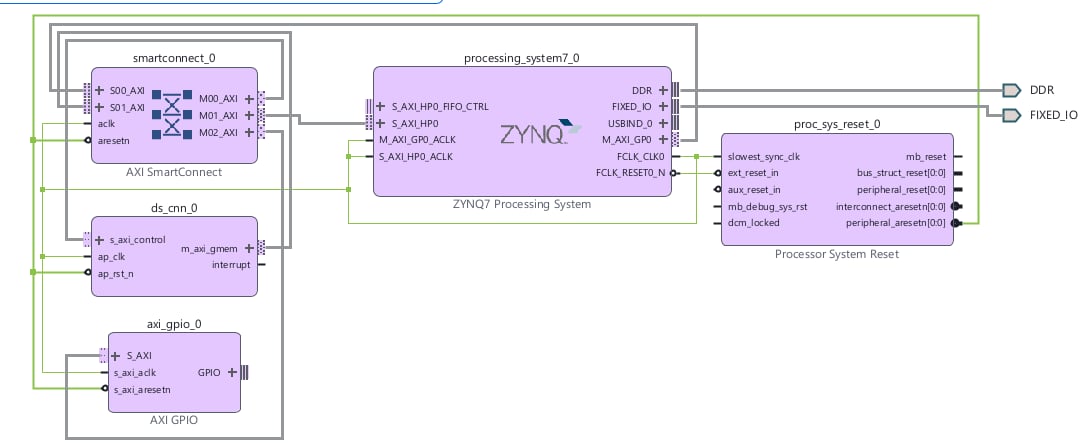 smartconnect_0
S00_AXI
S01_AXI
aclk
aresetn
M00_AXI
M01_AXI
M02_AXI
AXI SmartConnect
processing_system7_0
S_AXI_HP0_FIFO_CTRL
S_AXI_HP0
M_AXI_GP0_ACLK
S_AXI_HP0_ACLK
ZYNQ
DDR
FIXED_IO
USBIND_0
M_AXI_GP0
FCLK_CLK0
FCLK_RESET0_N
ZYNQ7 Processing System
DDR
FIXED_IO
proc_sys_reset_0
slowest_sync_clk
ext_reset_in
aux_reset_in
mb_debug_sys_rst
dcm_locked
mb_reset
bus_struct_reset[0:0]
peripheral_reset[0:0]
interconnect_aresetn[0:0]
peripheral_aresetn[0:0]
Processor System Reset
ds_cnn_0
s_axi_control
ap_clk
ap_rst_n
m_axi_gmem
interrupt
axi_gpio_0
S_AXI
s_axi_aclk
s_axi_aresetn
GPIO
AXI GPIO